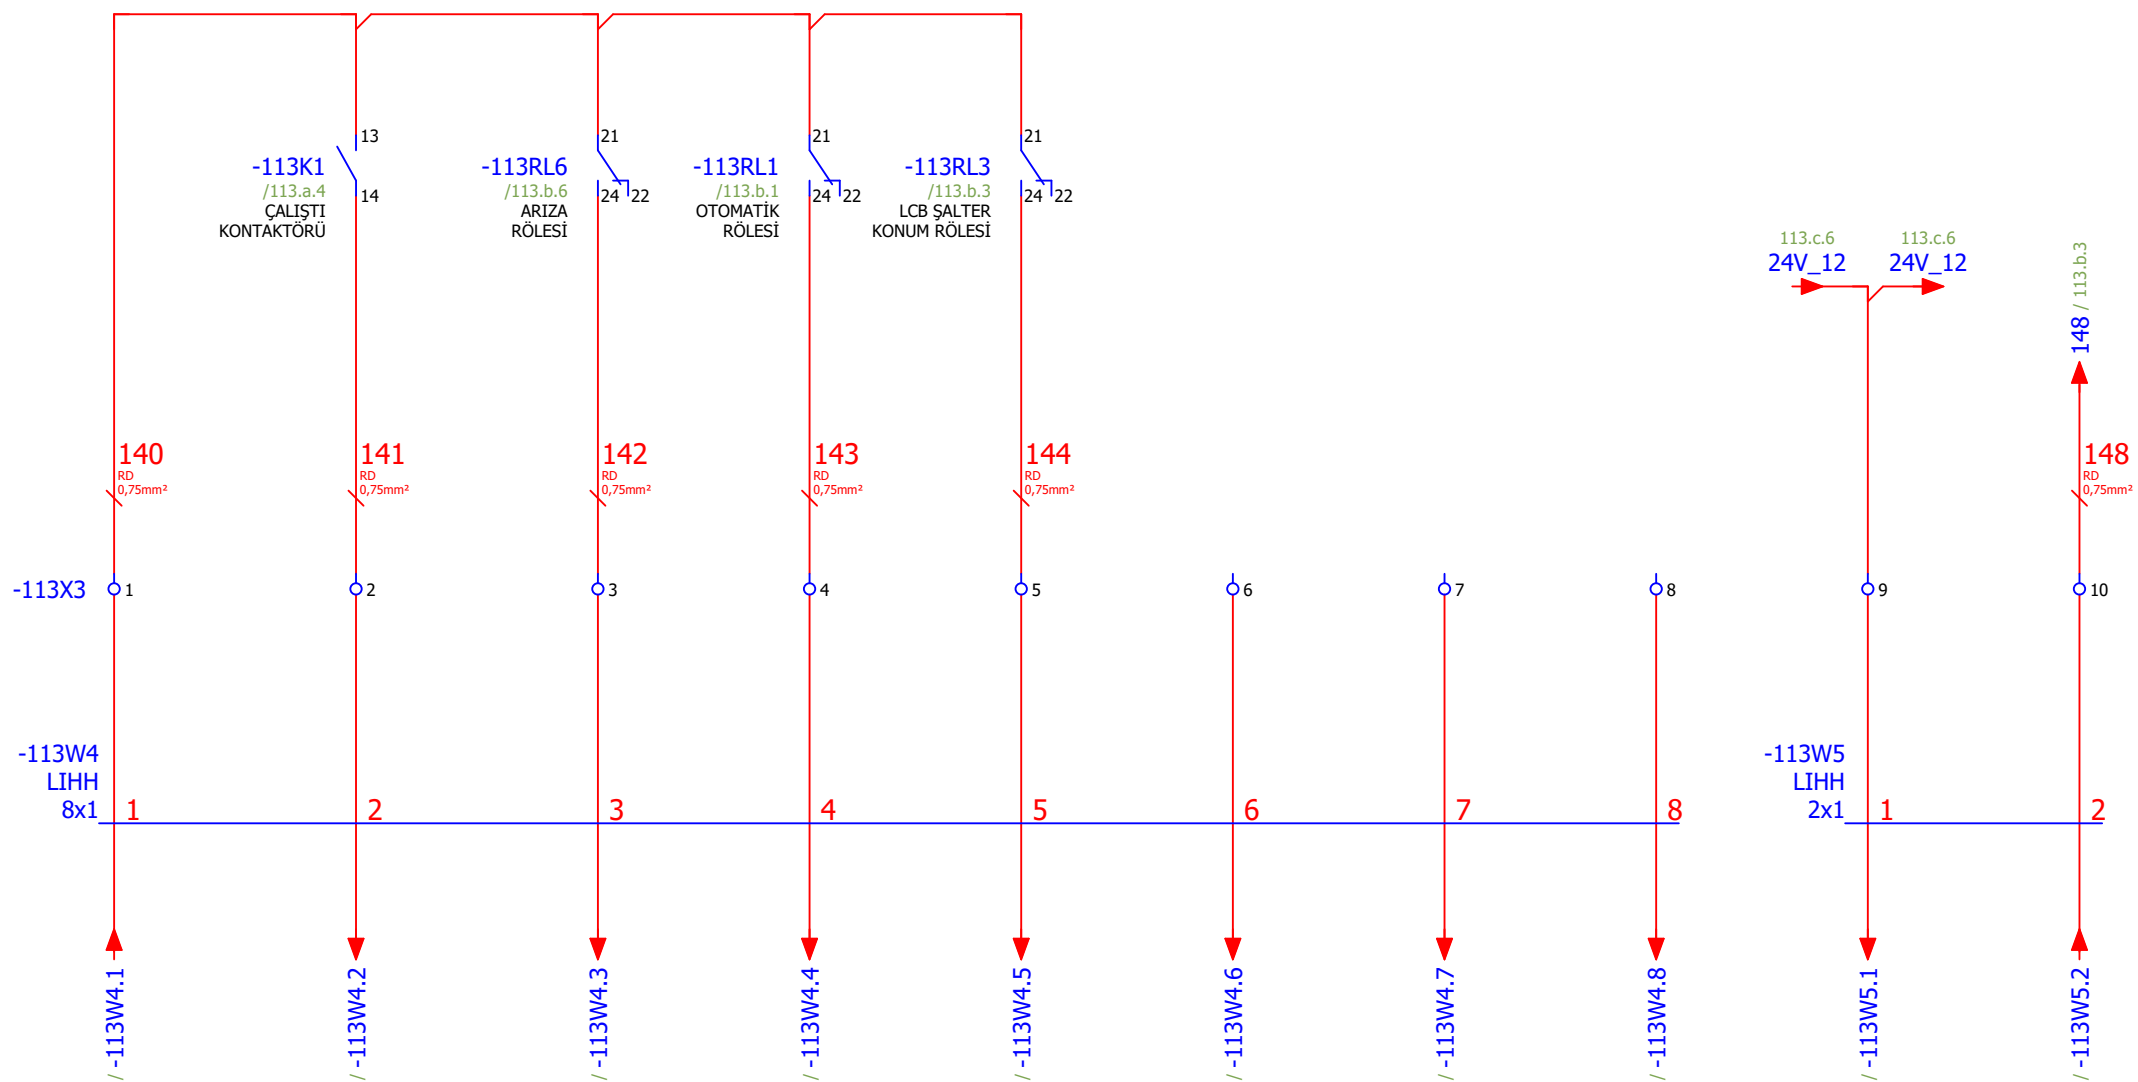 13
-113K1
/113.a.4
14
ÇALIŞTI
KONTAKTÖRÜ
21
-113RL6
/113.b.6
24 22
ARIZA
RÖLESİ
21
-113RL1
/113.b.1
24 22
OTOMATİK
RÖLESİ
21
-113RL3
/113.b.3
24 22
LCB ŞALTER
KONUM RÖLESİ
113.c.6
24V_12
113.c.6
24V_12
148 / 113.b.3
140
RD
0,75mm²
141
RD
0,75mm²
142
RD
0,75mm²
143
RD
0,75mm²
144
RD
0,75mm²
148
RD
0,75mm²
-113X3 1 2 3 4 5 6 7 8 9 10
-113W4
LIHH
8x1 1 2 3 4 5 6 7 8
-113W5
LIHH
2x1 1 2
/ -113W4.1
/ -113W4.2
/ -113W4.3
/ -113W4.4
/ -113W4.5
/ -113W4.6
/ -113W4.7
/ -113W4.8
/ -113W5.1
/ -113W5.2